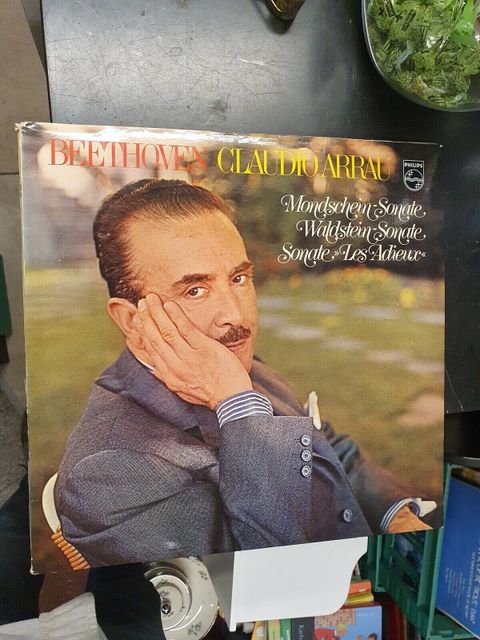 BEETHOVEN CLAUDIO ARRAU
PHILIPS
Mondschein-Sonate
Waldstein-Sonate
Sonate »Les Adieux«